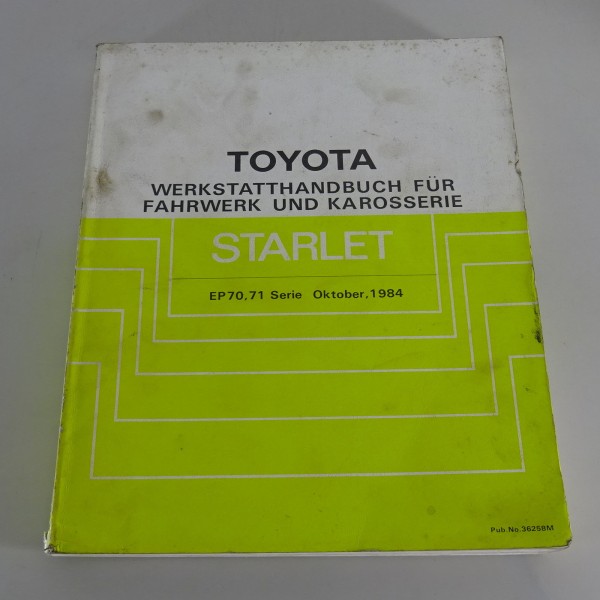 TOYOTA
WERKSTATTHANDBUCH FÜR
FAHRWERK UND KAROSSERIE
STARLET
EP70,71 Serie Oktober,1984
Pub.No.36258M